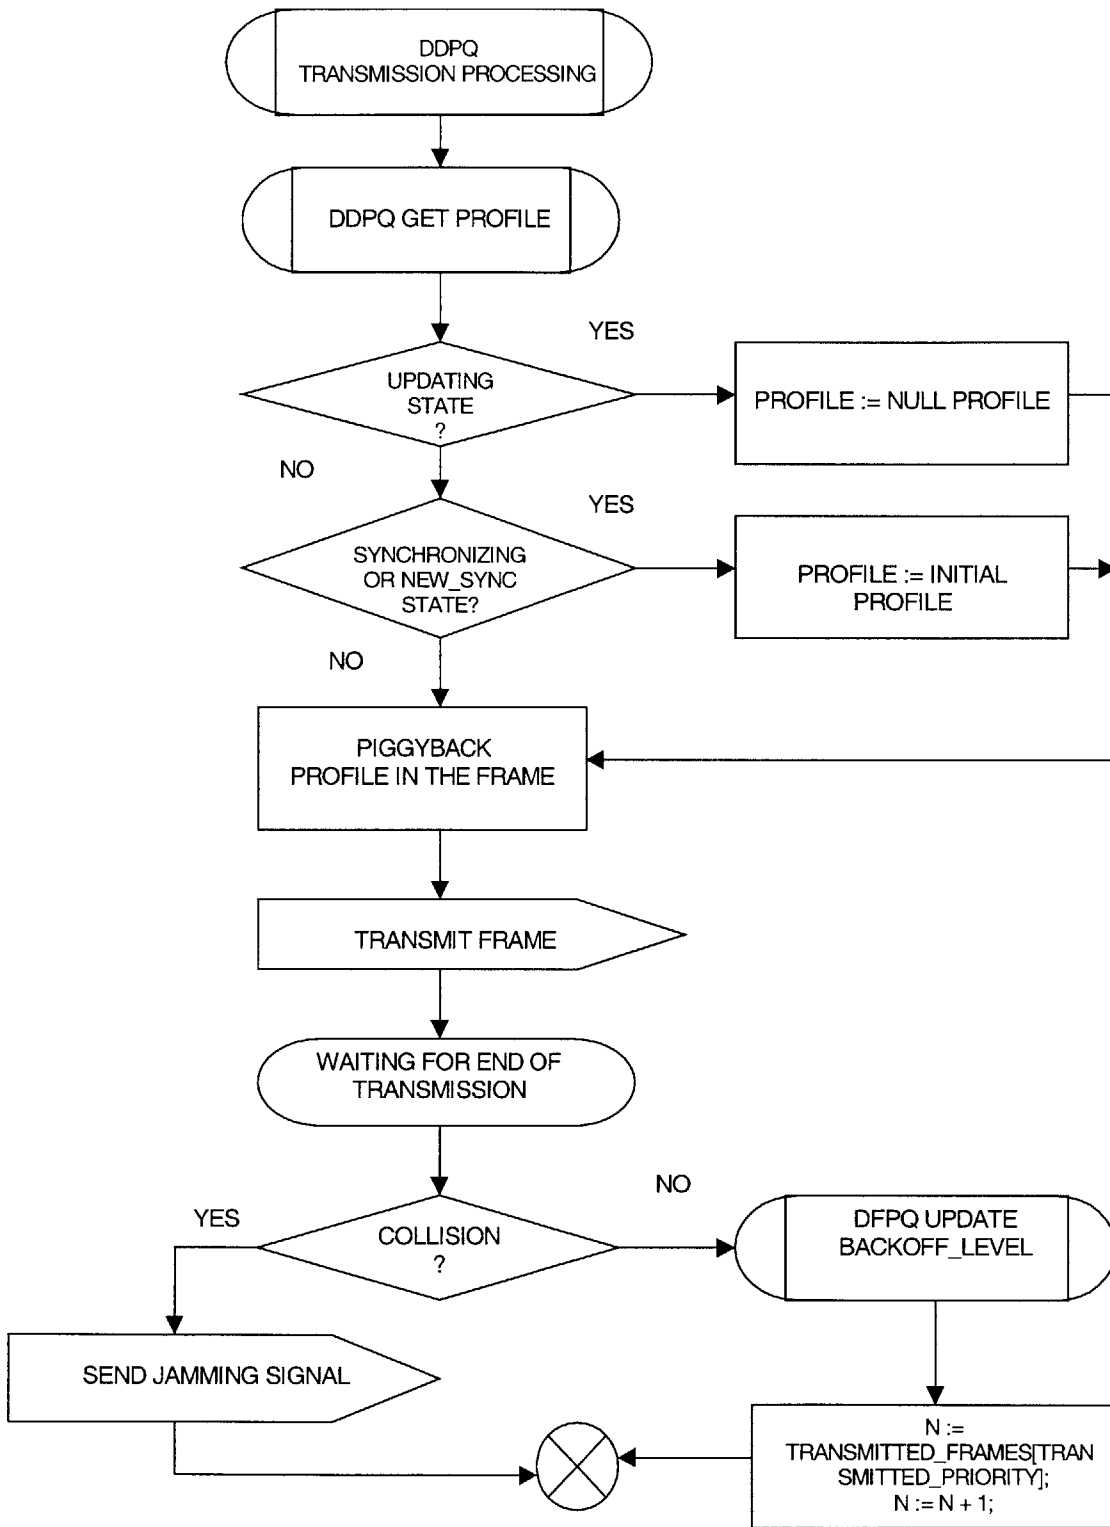 DDPQ
TRANSMISSION PROCESSING
DDPQ GET PROFILE
YES
UPDATING
STATE
?
PROFILE := NULL PROFILE
NO
YES
SYNCHRONIZING
OR NEW_SYNC
STATE?
PROFILE := INITIAL
PROFILE
NO
PIGGYBACK
PROFILE IN THE FRAME
TRANSMIT FRAME
WAITING FOR END OF
TRANSMISSION
NO
YES
COLLISION
?
DFPQ UPDATE
BACKOFF_LEVEL
SEND JAMMING SIGNAL
N :=
TRANSMITTED_FRAMES[TRAN
SMITTED_PRIORITY];
N := N + 1;